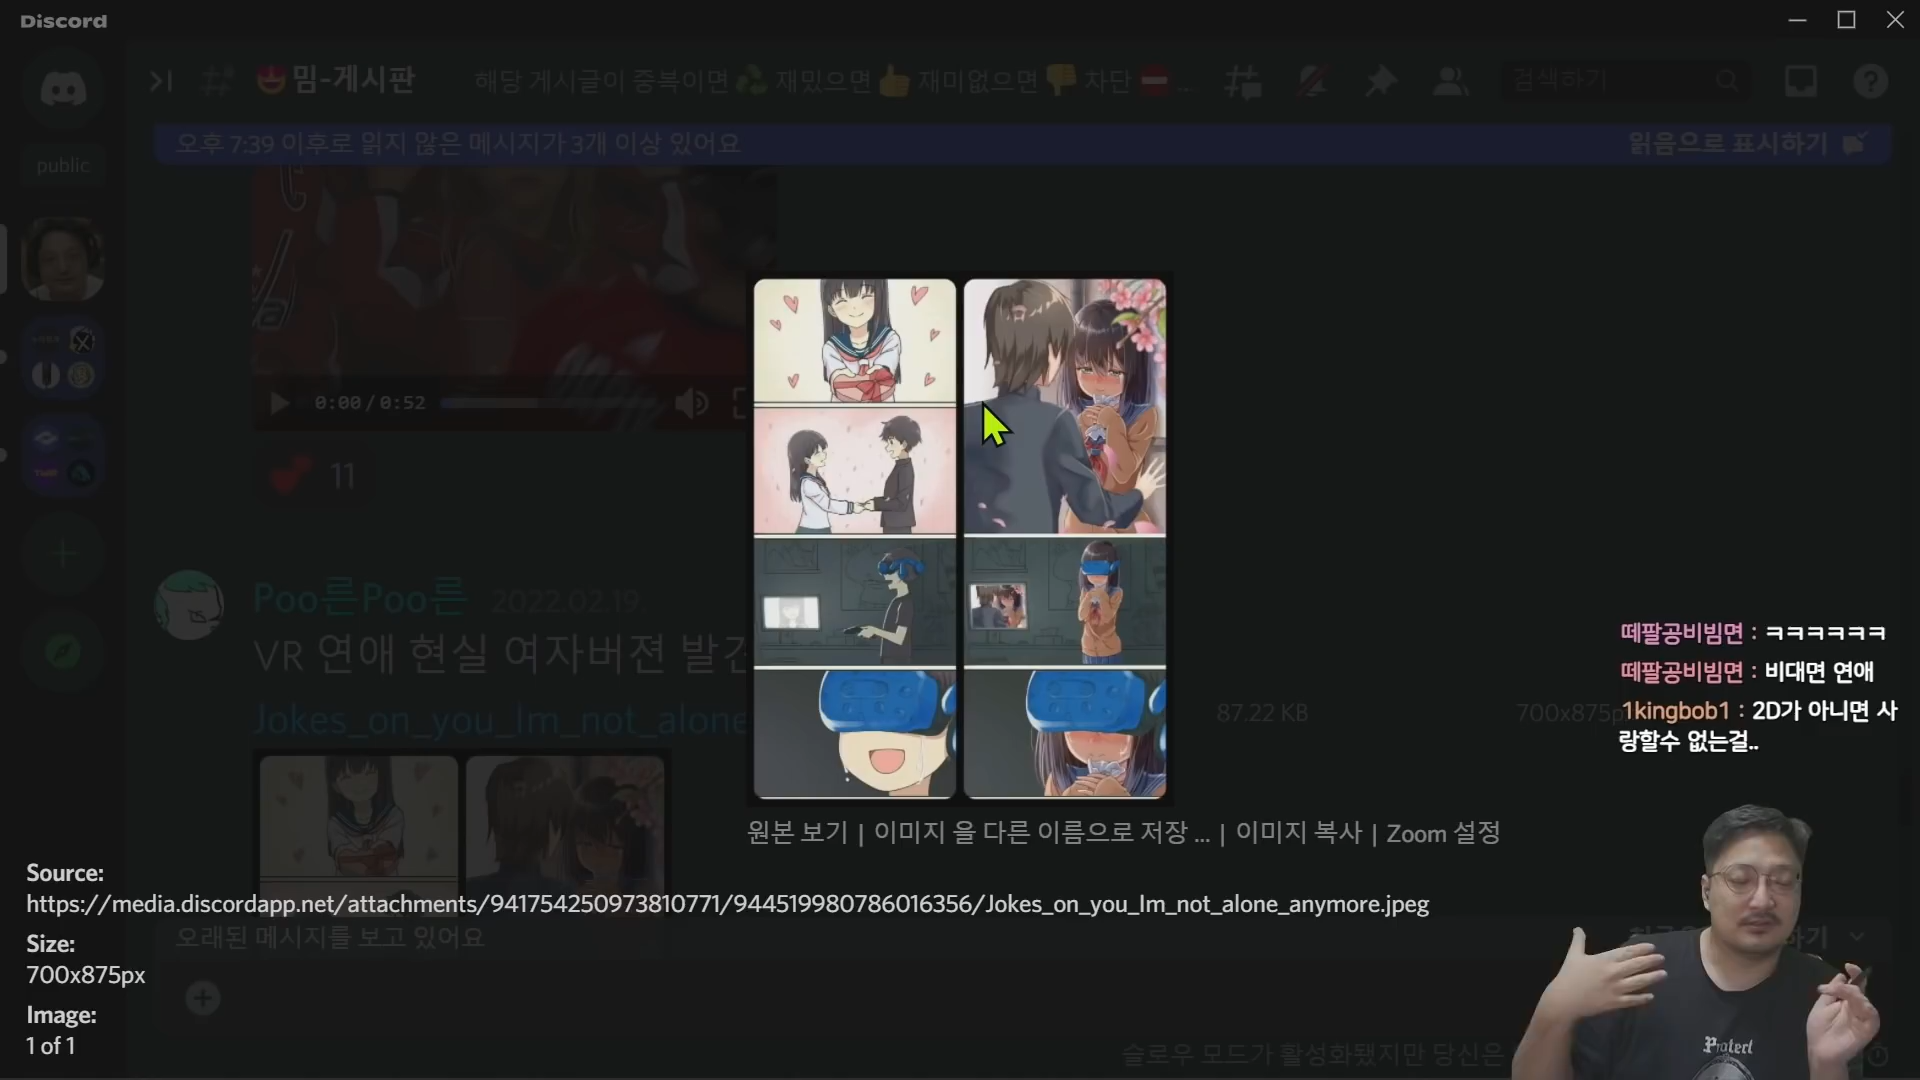 Discord
밈-게시판
해당 게시글이 중복이면 재밌으면 재미없으면 차단 ...
검색하기
public
오후 7:39 이후로 읽지 않은 메시지가 3개 이상 있어요
읽음으로 표시하기
0:00 / 0:52
11
Poo른Poo른 2022.02.19.
VR 연애 현실 여자버젼 발견
Jokes_on_you_Im_not_alone
87.22 KB
700x875p
떼팔공비빔면 : ㅋㅋㅋㅋㅋㅋ
떼팔공비빔면 : 비대면 연애
1kingbob1 : 2D가 아니면 사
랑할수 없는걸..
원본 보기 | 이미지 을 다른 이름으로 저장 ... | 이미지 복사 | Zoom 설정
Source:
https://media.discordapp.net/attachments/941754250973810771/944519980786016356/Jokes_on_you_Im_not_alone_anymore.jpeg
오래된 메시지를 보고 있어요
하기
Size:
700x875px
Image:
1 of 1
슬로우 모드가 활성화됐지만 당신은
Protect